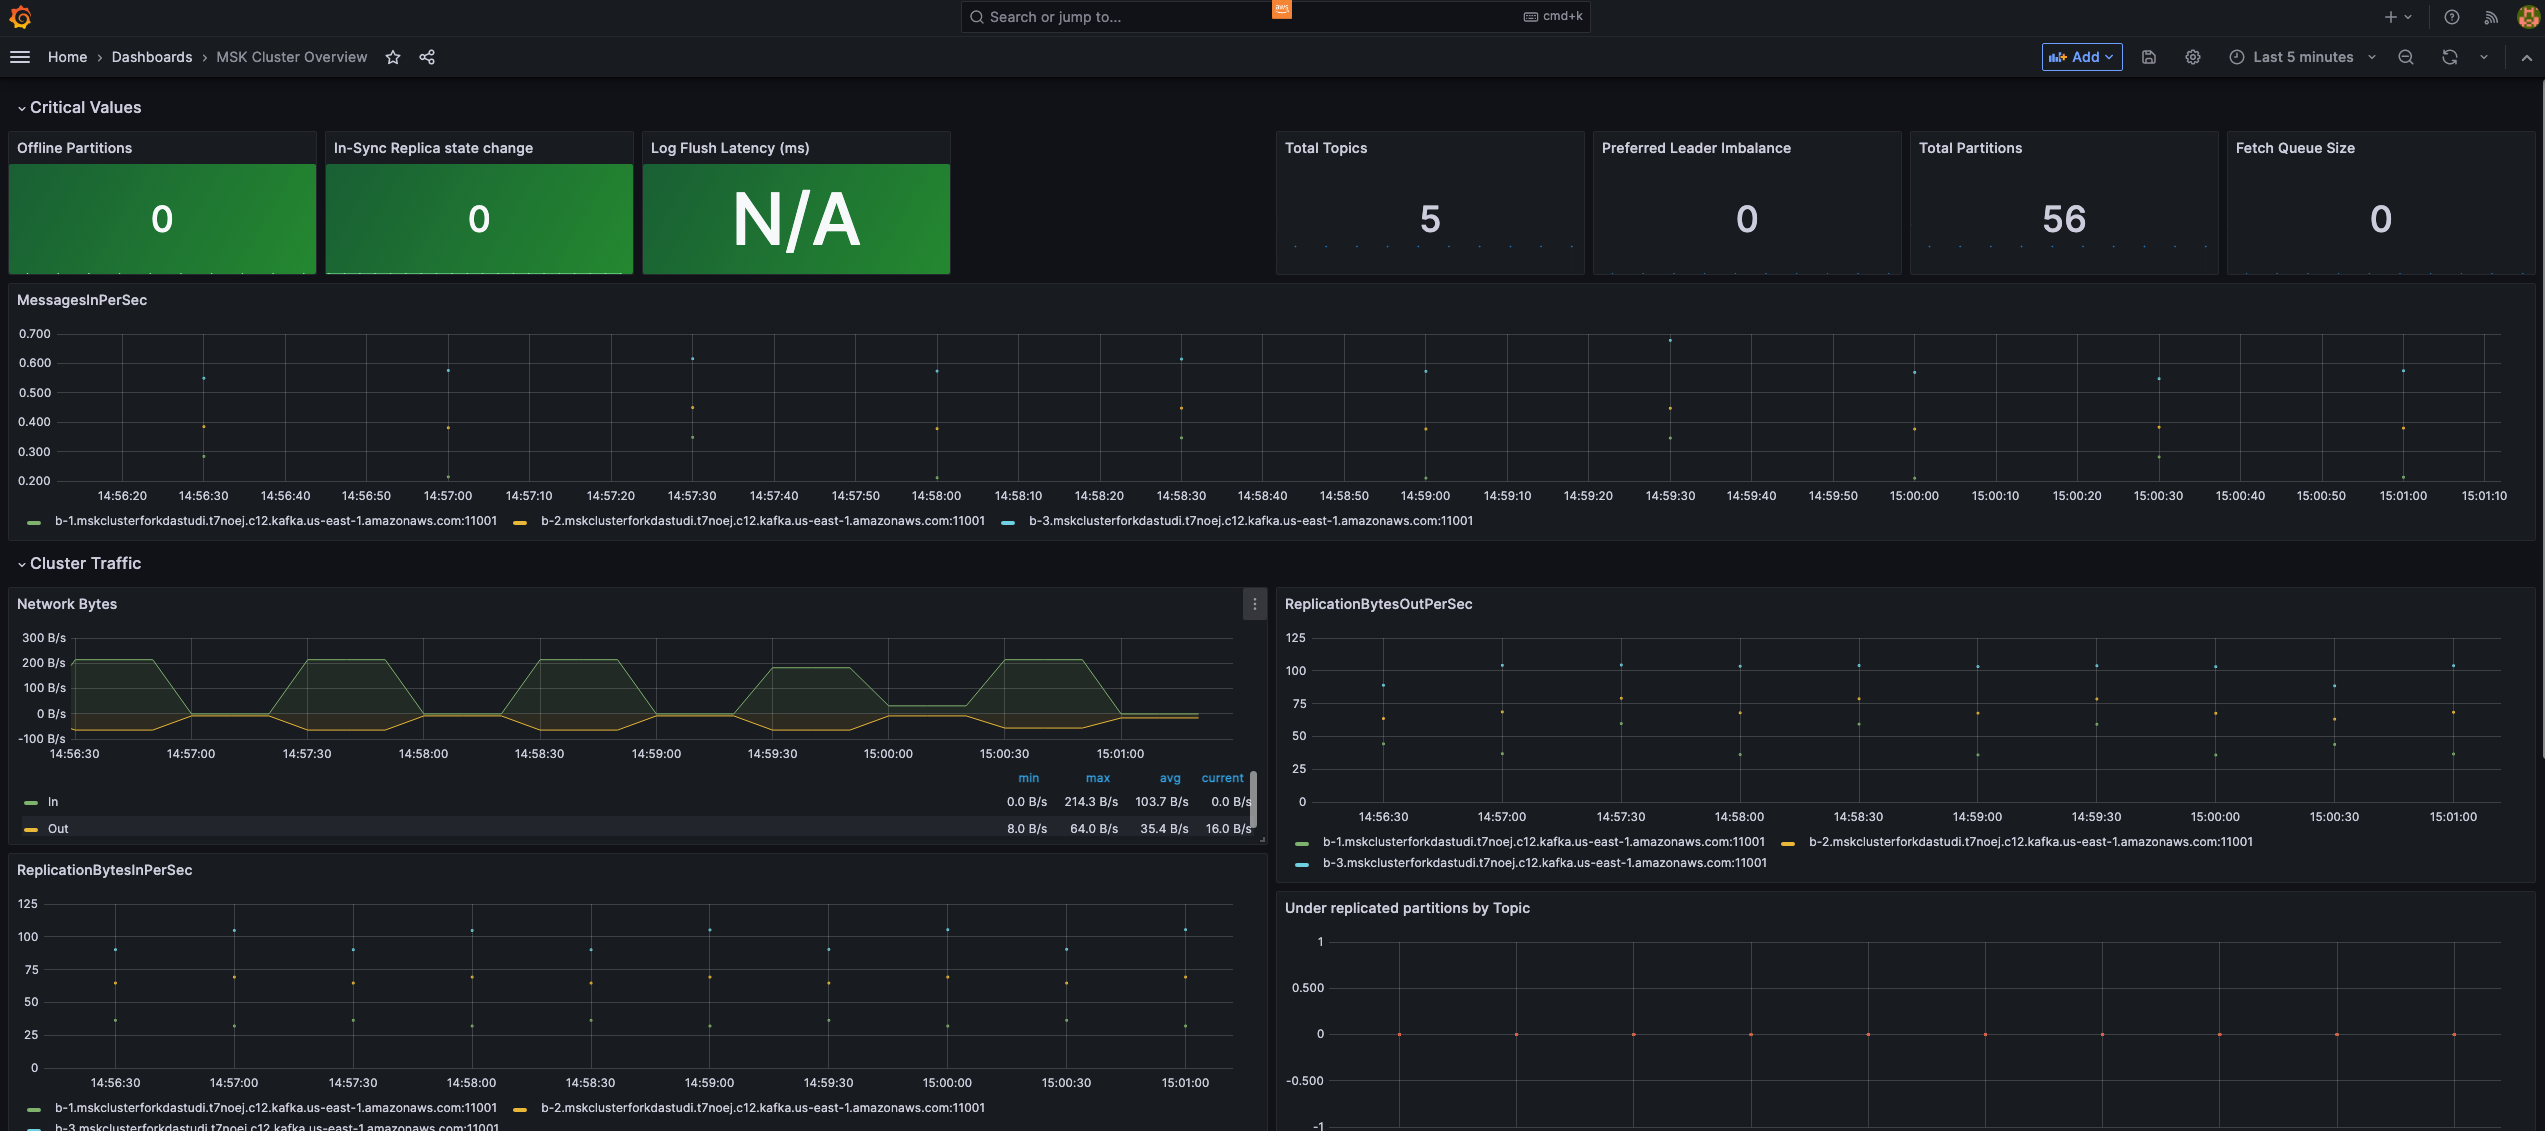 Search or jump to...
aws
cmd+k
Home › Dashboards › MSK Cluster Overview
Add
Last 5 minutes
Critical Values
Offline Partitions
0
In-Sync Replica state change
0
Log Flush Latency (ms)
N/A
Total Topics
5
Preferred Leader Imbalance
0
Total Partitions
56
Fetch Queue Size
0
MessagesInPerSec
0.700
0.600
0.500
0.400
0.300
0.200
14:56:20 14:56:30 14:56:40 14:56:50 14:57:00 14:57:10 14:57:20 14:57:30 14:57:40 14:57:50 14:58:00 14:58:10 14:58:20 14:58:30 14:58:40 14:58:50 14:59:00 14:59:10 14:59:20 14:59:30 14:59:40 14:59:50 15:00:00 15:00:10 15:00:20 15:00:30 15:00:40 15:00:50 15:01:00 15:01:10
b-1.mskclusterforkdastudi.t7noej.c12.kafka.us-east-1.amazonaws.com:11001 b-2.mskclusterforkdastudi.t7noej.c12.kafka.us-east-1.amazonaws.com:11001 b-3.mskclusterforkdastudi.t7noej.c12.kafka.us-east-1.amazonaws.com:11001
Cluster Traffic
Network Bytes
300 B/s
200 B/s
100 B/s
0 B/s
-100 B/s
14:56:30 14:57:00 14:57:30 14:58:00 14:58:30 14:59:00 14:59:30 15:00:00 15:00:30 15:01:00
min max avg current
In 0.0 B/s 214.3 B/s 103.7 B/s 0.0 B/s
Out 8.0 B/s 64.0 B/s 35.4 B/s 16.0 B/s
ReplicationBytesOutPerSec
125
100
75
50
25
0
14:56:30 14:57:00 14:57:30 14:58:00 14:58:30 14:59:00 14:59:30 15:00:00 15:00:30 15:01:00
b-1.mskclusterforkdastudi.t7noej.c12.kafka.us-east-1.amazonaws.com:11001 b-2.mskclusterforkdastudi.t7noej.c12.kafka.us-east-1.amazonaws.com:11001
b-3.mskclusterforkdastudi.t7noej.c12.kafka.us-east-1.amazonaws.com:11001
ReplicationBytesInPerSec
125
100
75
50
25
0
14:56:30 14:57:00 14:57:30 14:58:00 14:58:30 14:59:00 14:59:30 15:00:00 15:00:30 15:01:00
b-1.mskclusterforkdastudi.t7noej.c12.kafka.us-east-1.amazonaws.com:11001 b-2.mskclusterforkdastudi.t7noej.c12.kafka.us-east-1.amazonaws.com:11001
b-3.mskclusterforkdastudi.t7noej.c12.kafka.us-east-1.amazonaws.com:11001
Under replicated partitions by Topic
1
0.500
0
-0.500
-1